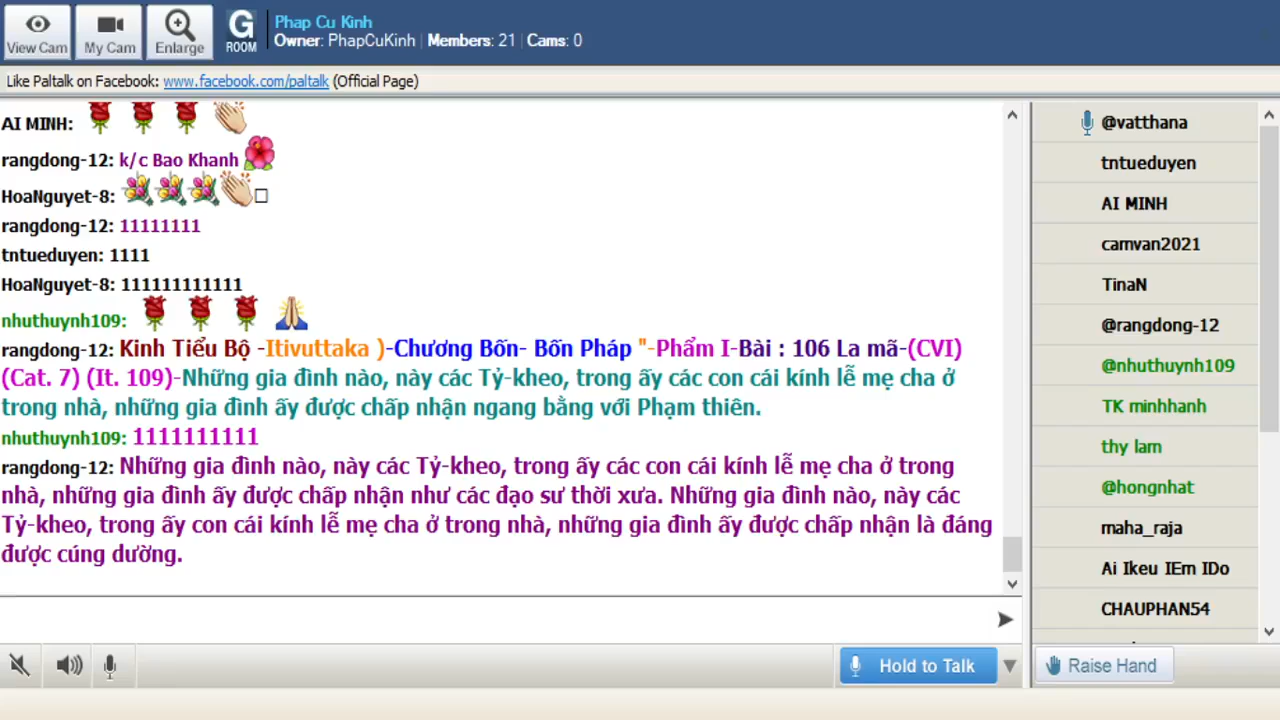 View Cam
My Cam
Enlarge
G
ROOM
Phap Cu Kinh
Owner: PhapCuKinh | Members: 21 | Cams: 0
Like Paltalk on Facebook: www.facebook.com/paltalk (Official Page)
AI MINH:
rangdong-12: k/c Bao Khanh
HoaNguyet-8:
rangdong-12: 11111111
tntueduyen: 1111
HoaNguyet-8: 111111111111
nhuthuynh109:
rangdong-12: Kinh Tiểu Bộ -Itivuttaka )-Chương Bốn- Bốn Pháp "-Phẩm I-Bài : 106 La mã-(CVI)
(Cat. 7) (It. 109)-Những gia đình nào, này các Tỷ-kheo, trong ấy các con cái kính lễ mẹ cha ở
trong nhà, những gia đình ấy được chấp nhận ngang bằng với Phạm thiên.
nhuthuynh109: 1111111111
rangdong-12: Những gia đình nào, này các Tỷ-kheo, trong ấy các con cái kính lễ mẹ cha ở trong
nhà, những gia đình ấy được chấp nhận như các đạo sư thời xưa. Những gia đình nào, này các
Tỷ-kheo, trong ấy con cái kính lễ mẹ cha ở trong nhà, những gia đình ấy được chấp nhận là đáng
được cúng dường.
Hold to Talk
@vatthana
tntueduyen
AI MINH
camvan2021
TinaN
@rangdong-12
@nhuthuynh109
TK minhhanh
thy lam
@hongnhat
maha_raja
Ai Ikeu IEm IDo
CHAUPHAN54
Raise Hand